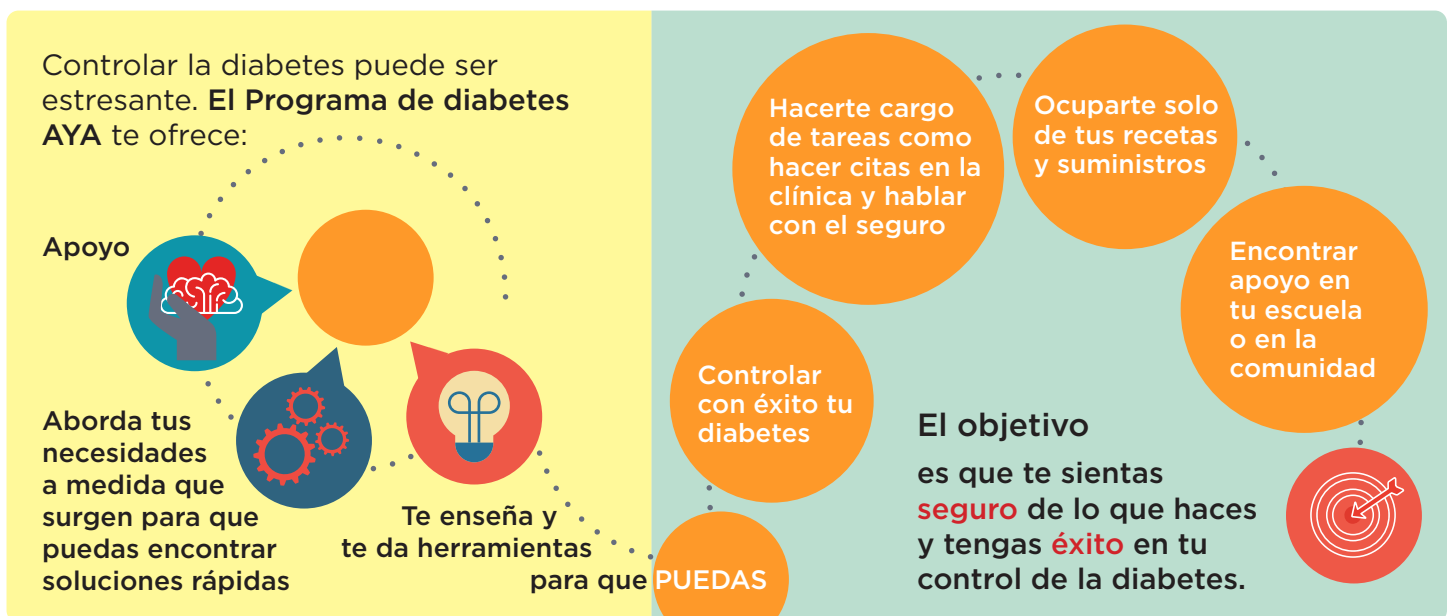 Controlar la diabetes puede ser
estresante. El Programa de diabetes
AYA te ofrece:
Apoyo
Aborda tus
necesidades
a medida que
surgen para que
puedas encontrar
soluciones rápidas
Te enseña y
te da herramientas
para que PUEDAS
Controlar
con éxito tu
diabetes
Hacerte cargo
de tareas como
hacer citas en la
clínica y hablar
con el seguro
Ocuparte solo
de tus recetas
y suministros
Encontrar
apoyo en
tu escuela
o en la
comunidad
El objetivo
es que te sientas
seguro de lo que haces
y tengas éxito en tu
control de la diabetes.